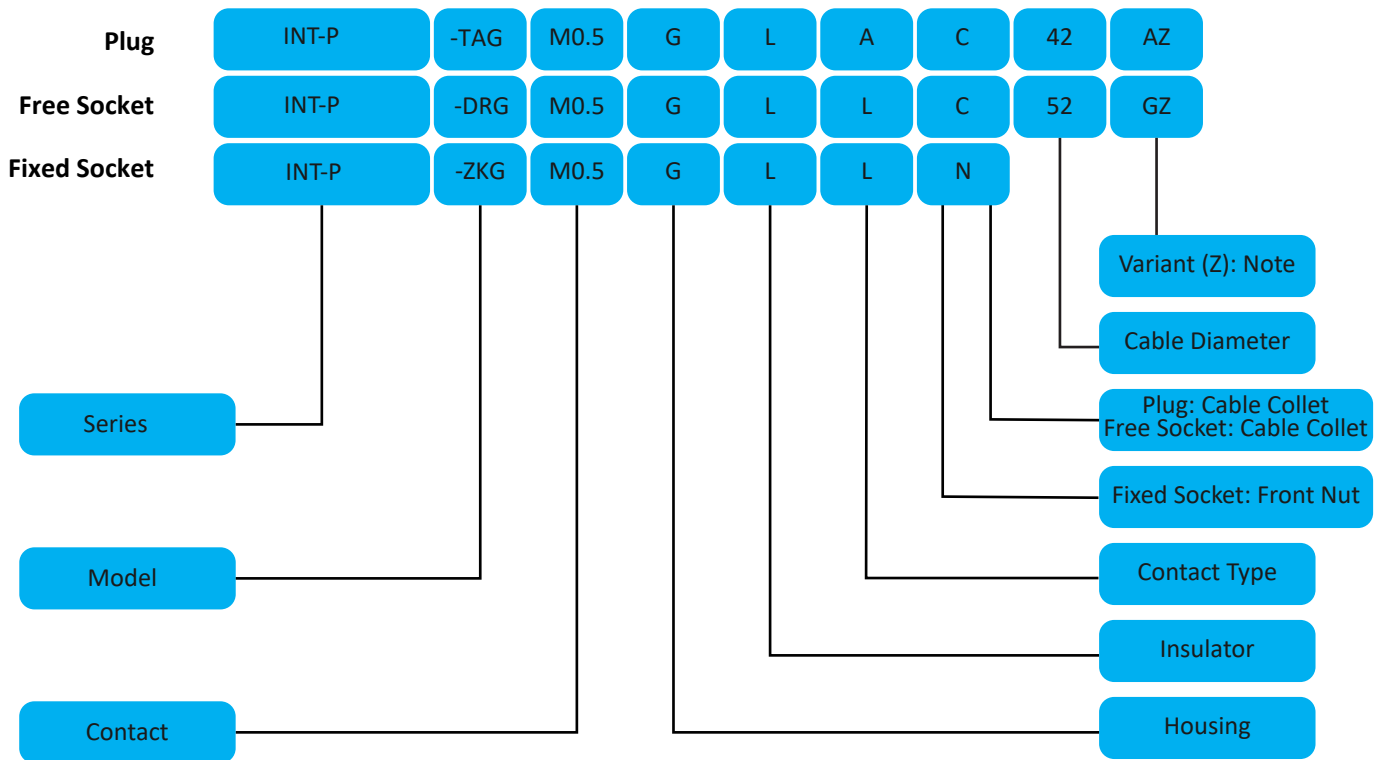 Plug INT-P -TAG M0.5 G L A C 42 AZ
Free Socket INT-P -DRG M0.5 G L L C 52 GZ
Fixed Socket INT-P -ZKG M0.5 G L L N
Variant (Z): Note
Cable Diameter
Plug: Cable Collet
Free Socket: Cable Collet
Series
Fixed Socket: Front Nut
Model
Contact Type
Insulator
Contact
Housing